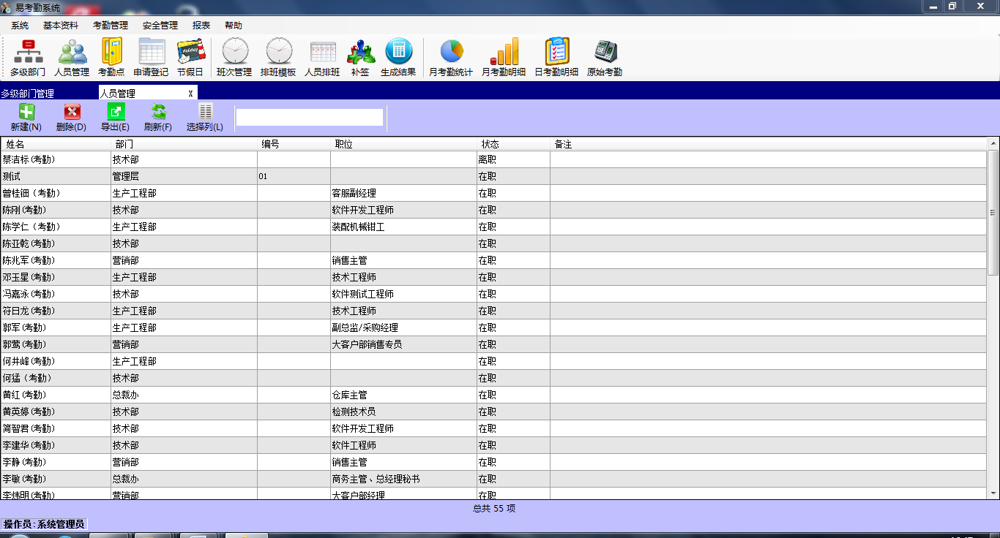 易考勤系统
系统 基本资料 考勤管理 安全管理 报表 帮助
Holiday
多级部门 人员管理 考勤点 申请登记 节假日 班次管理 排班模板 人员排班 补签 生成结果 月考勤统计 月考勤明细 日考勤明细 原始考勤
多级部门管理 人员管理 x
新建(N) 删除(D) 导出(E) 刷新(F) 选择列(L)
姓名 部门 编号 职位 状态 备注
蔡洁标(考勤) 技术部 离职
测试 管理层 01 在职
曾桂钿（考勤） 生产工程部 客服副经理 在职
陈刚(考勤) 技术部 软件开发工程师 在职
陈学仁（考勤） 生产工程部 装配机械钳工 在职
陈亚乾(考勤) 技术部 在职
陈兆军(考勤) 营销部 销售主管 在职
邓玉星(考勤) 生产工程部 技术工程师 在职
冯嘉泳(考勤) 技术部 软件测试工程师 在职
符日龙(考勤) 生产工程部 技术工程师 在职
郭军(考勤) 生产工程部 副总监/采购经理 在职
郭莺(考勤) 营销部 大客户部销售专员 在职
何井峰(考勤) 生产工程部 在职
何猛（考勤） 技术部 在职
黄红(考勤) 总裁办 仓库主管 在职
黄英婷(考勤) 技术部 检测技术员 在职
简智君(考勤) 技术部 软件开发工程师 在职
李建华(考勤) 技术部 软件工程师 在职
李静(考勤) 营销部 销售主管 在职
李敏(考勤) 总裁办 商务主管、总经理秘书 在职
李炜明(考勤) 营销部 大客户部经理 在职
总共 55 项
操作员:系统管理员